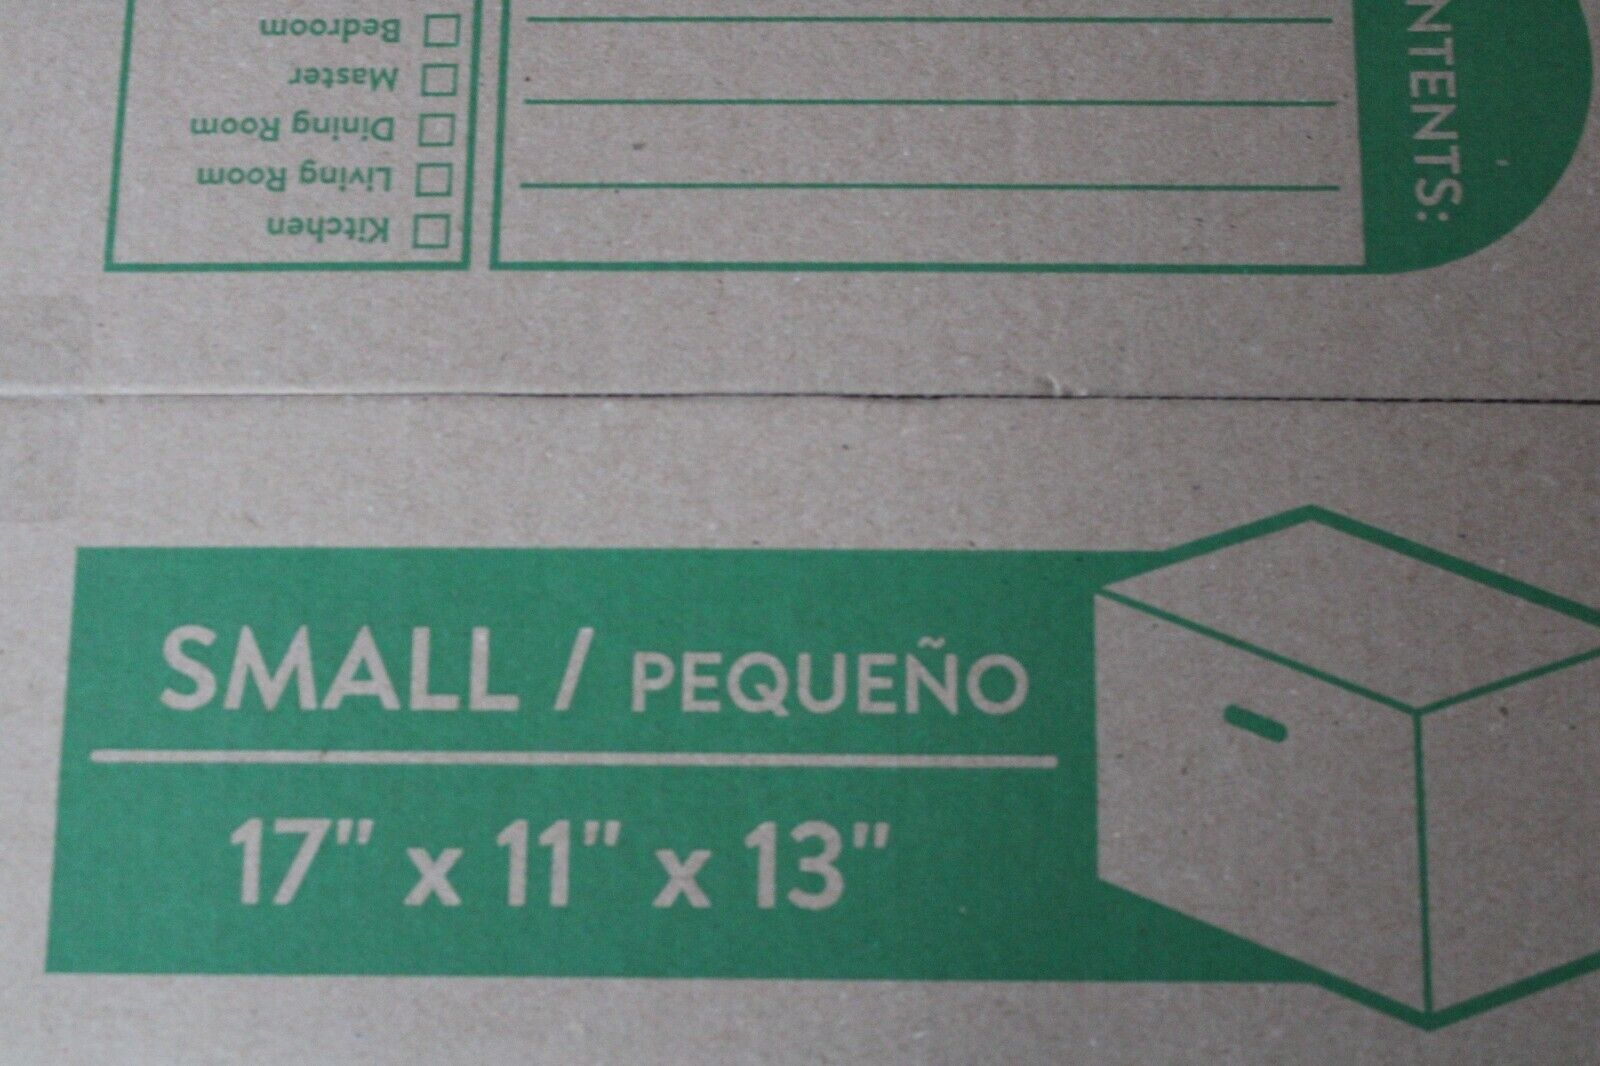 Kitchen
Living Room
Dining Room
Master
Bedroom
NTENTS:
SMALL / PEQUEÑO
17" x 11" x 13"